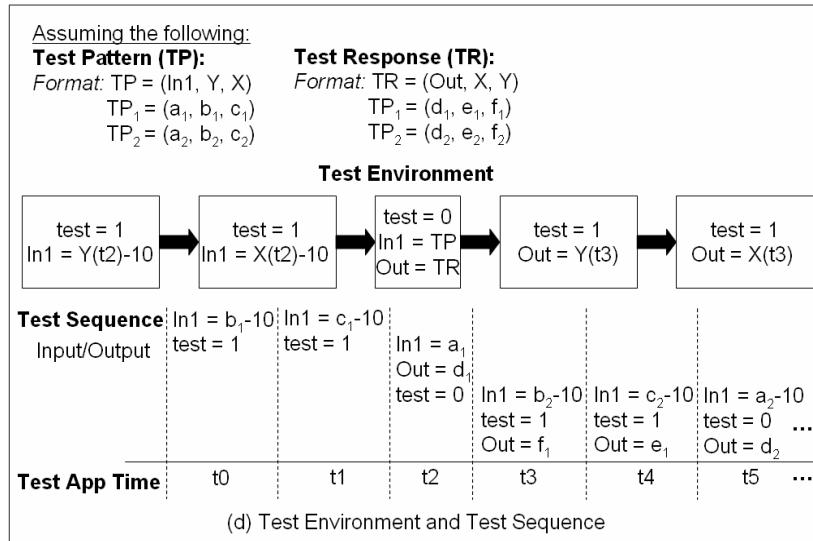 Assuming the following:
Test Pattern (TP):
Format: TP = (In1, Y, X)
TP₁ = (a₁, b₁, c₁)
TP₂ = (a₂, b₂, c₂)
Test Response (TR):
Format: TR = (Out, X, Y)
TP₁ = (d₁, e₁, f₁)
TP₂ = (d₂, e₂, f₂)
Test Environment
test = 1
In1 = Y(t2)-10
test = 1
In1 = X(t2)-10
test = 0
In1 = TP
Out = TR
test = 1
Out = Y(t3)
test = 1
Out = X(t3)
Test Sequence
Input/Output
In1 = b₁-10
test = 1
In1 = c₁-10
test = 1
In1 = a₁
Out = d₁
test = 0
In1 = b₂-10
test = 1
Out = f₁
In1 = c₂-10
test = 1
Out = e₁
In1 = a₂-10
test = 0
Out = d₂
...
Test App Time
t0
t1
t2
t3
t4
t5
...
(d) Test Environment and Test Sequence